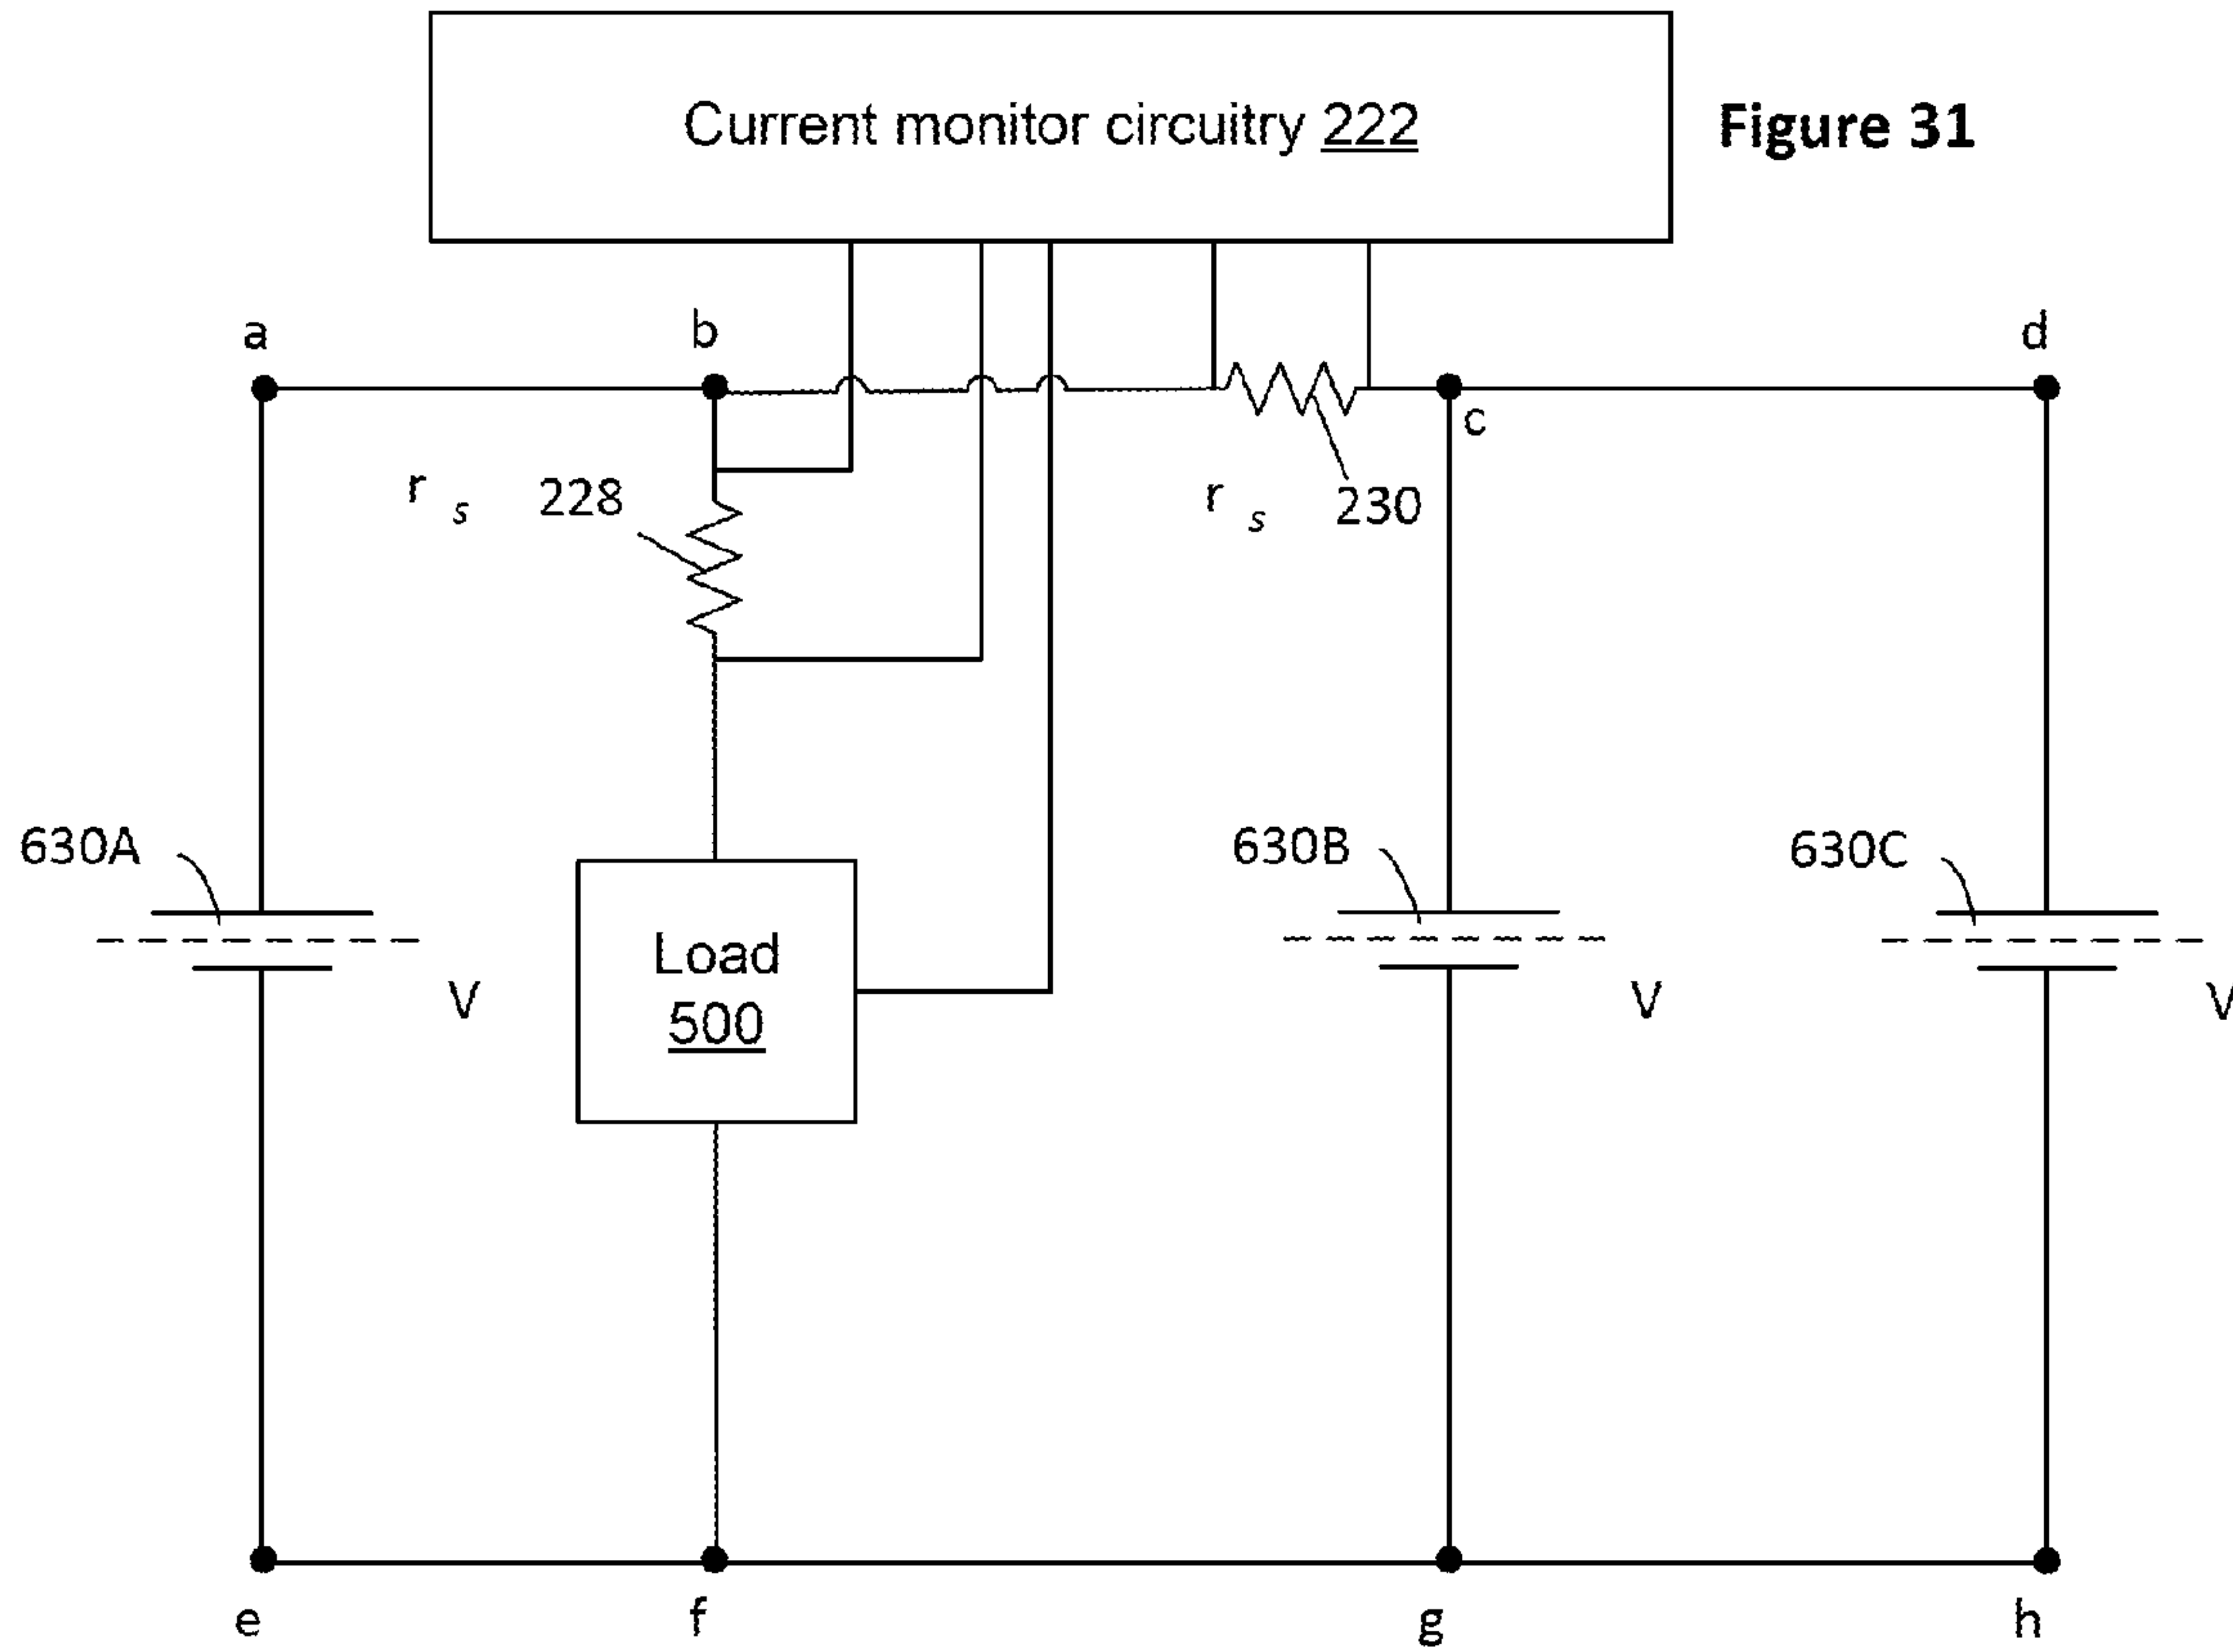 Current monitor circuitry 222
Figure 31
a
b
d
c
r s
228
r s
230
630A
630B
630C
Load
500
V
V
V
e
f
g
h